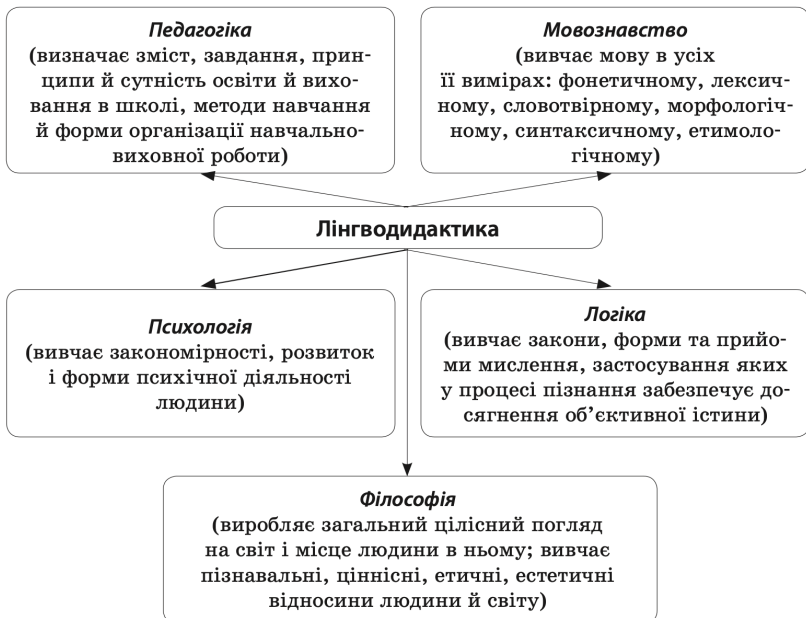 Педагогіка
(визначає зміст, завдання, прин-
ципи й сутність освіти й вихо-
вання в школі, методи навчання
й форми організації навчально-
виховної роботи)
Мовознавство
(вивчає мову в усіх
її вимірах: фонетичному, лексич-
ному, словотвірному, морфологіч-
ному, синтаксичному, етимоло-
гічному)
Лінгводидактика
Психологія
(вивчає закономірності, розвиток
і форми психічної діяльності
людини)
Логіка
(вивчає закони, форми та прийо-
ми мислення, застосування яких
у процесі пізнання забезпечує до-
сягнення об’єктивної істини)
Філософія
(виробляє загальний цілісний погляд
на світ і місце людини в ньому; вивчає
пізнавальні, ціннісні, етичні, естетичні
відносини людини й світу)